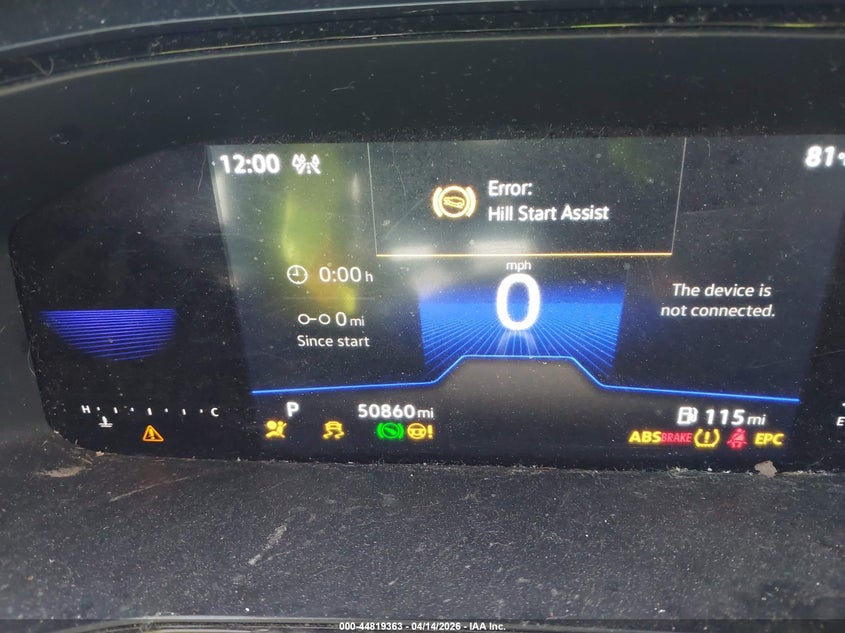 12:00
81°
Error:
Hill Start Assist
0:00 h
mph
0
0 mi
Since start
The device is
not connected.
H C
P
50860 mi
115 mi
ABS BRAKE EPC
E
000-44819363 - 04/14/2026 - IAA Inc.